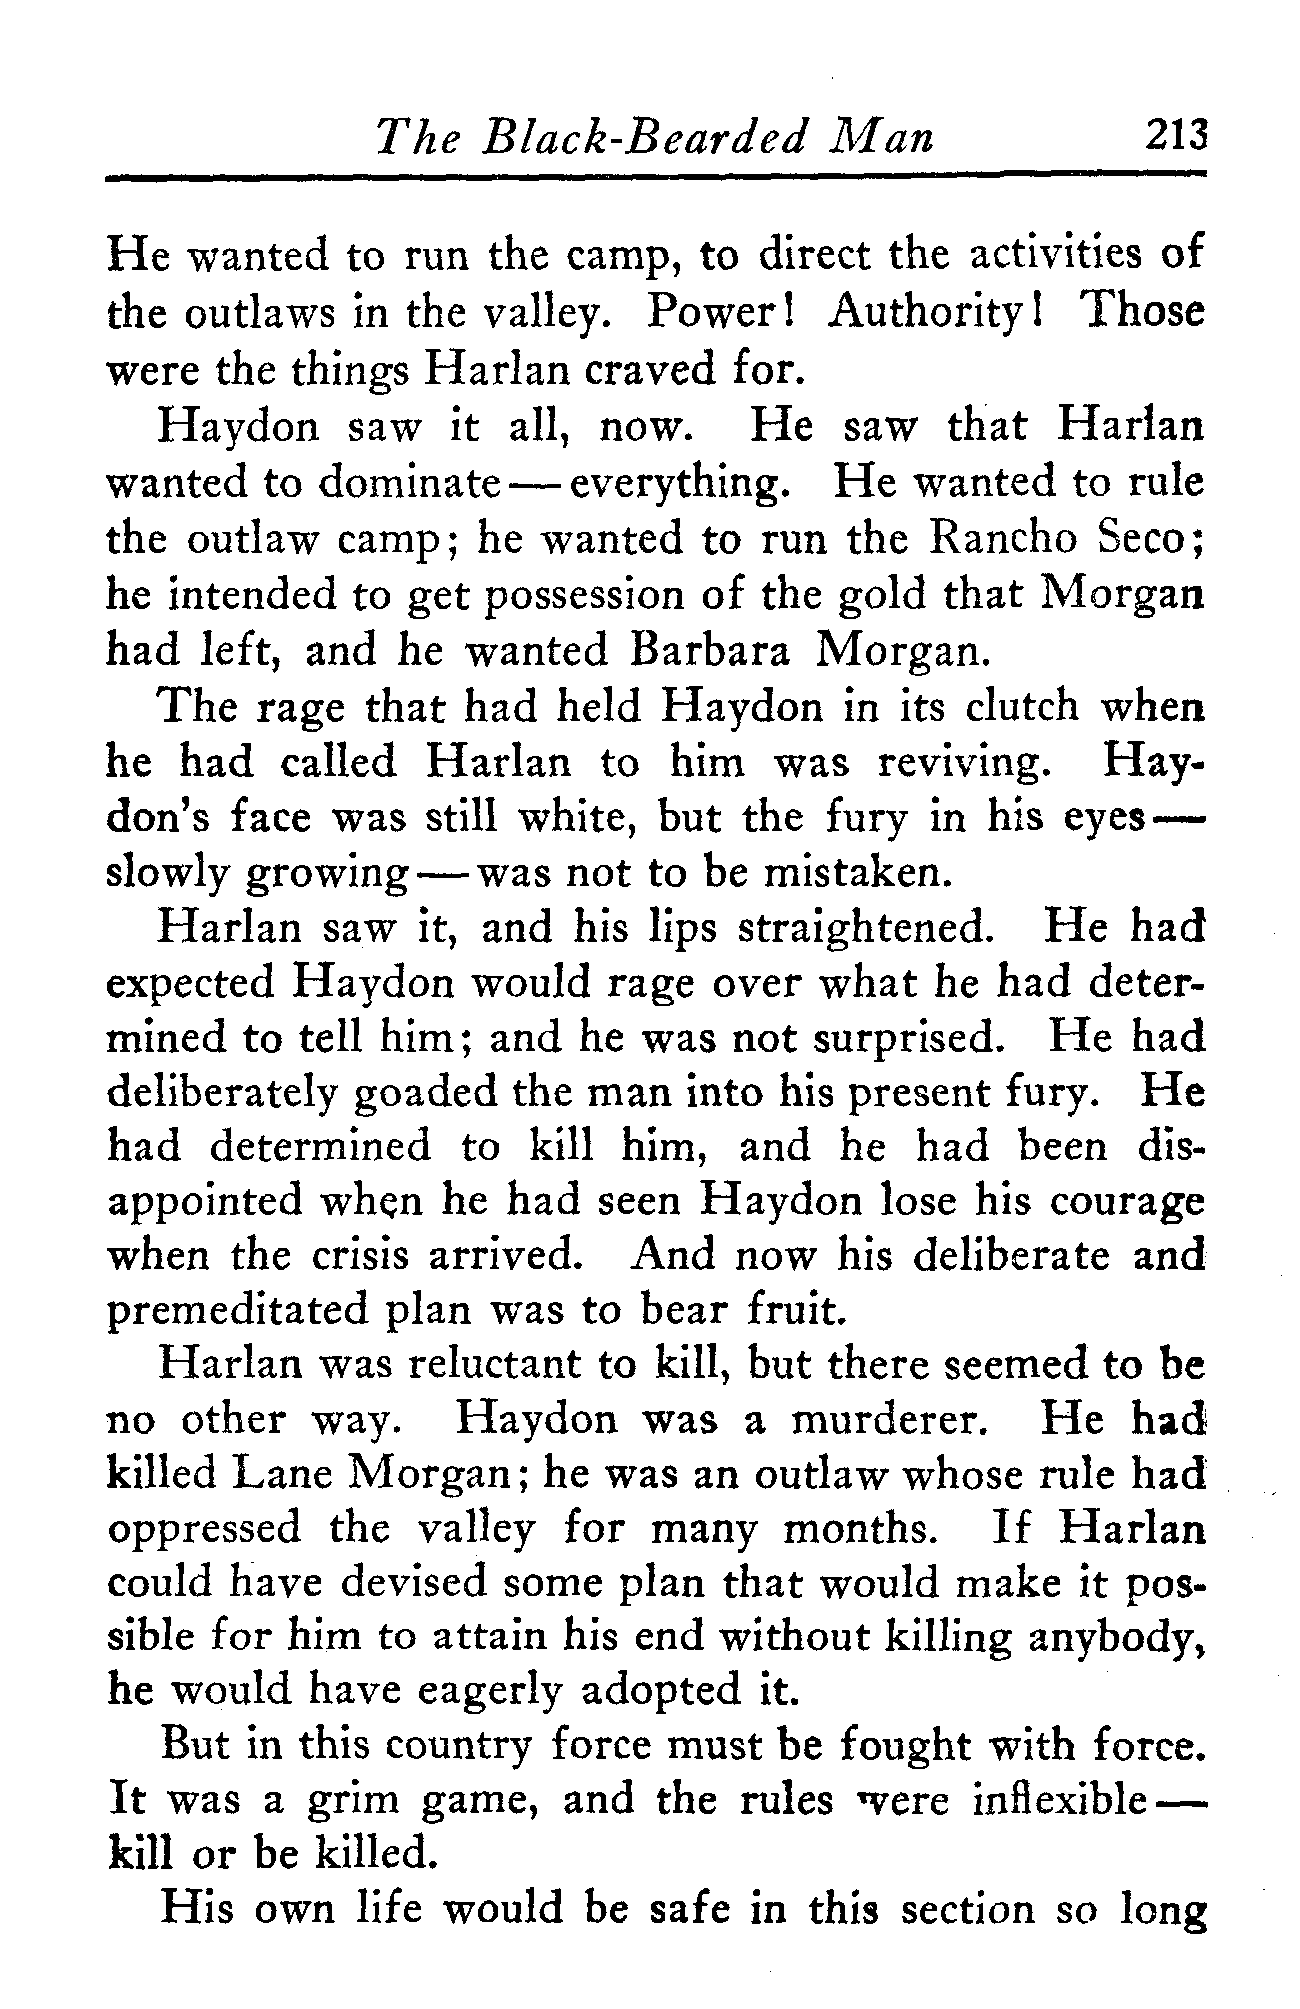 The Black-Bearded Man 213
He wanted to run the camp, to direct the activities of
the outlaws in the valley. Power! Authority! Those
were the things Harlan craved for.
Haydon saw it all, now. He saw that Harlan
wanted to dominate — everything. He wanted to rule
the outlaw camp; he wanted to run the Rancho Seco;
he intended to get possession of the gold that Morgan
had left, and he wanted Barbara Morgan.
The rage that had held Haydon in its clutch when
he had called Harlan to him was reviving. Hay-
don's face was still white, but the fury in his eyes—
slowly growing — was not to be mistaken.
Harlan saw it, and his lips straightened. He had
expected Haydon would rage over what he had deter-
mined to tell him; and he was not surprised. He had
deliberately goaded the man into his present fury. He
had determined to kill him, and he had been dis-
appointed when he had seen Haydon lose his courage
when the crisis arrived. And now his deliberate and
premeditated plan was to bear fruit.
Harlan was reluctant to kill, but there seemed to be
no other way. Haydon was a murderer. He had
killed Lane Morgan; he was an outlaw whose rule had
oppressed the valley for many months. If Harlan
could have devised some plan that would make it pos-
sible for him to attain his end without killing anybody,
he would have eagerly adopted it.
But in this country force must be fought with force.
It was a grim game, and the rules were inflexible —
kill or be killed.
His own life would be safe in this section so long